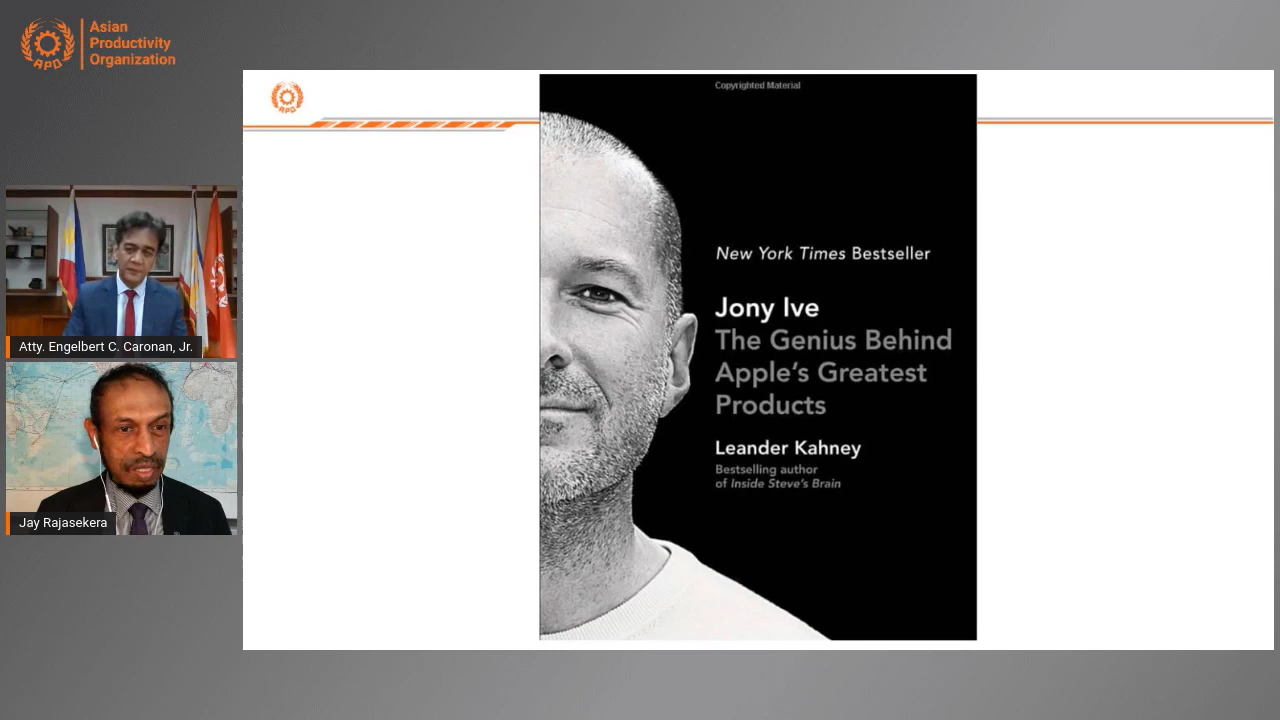 Asian
Productivity
Organization
APO
APO
Copyrighted Material
New York Times Bestseller
Jony Ive
The Genius Behind
Apple's Greatest
Products
Leander Kahney
Bestselling author
of Inside Steve's Brain
Atty. Engelbert C. Caronan, Jr.
Jay Rajasekera